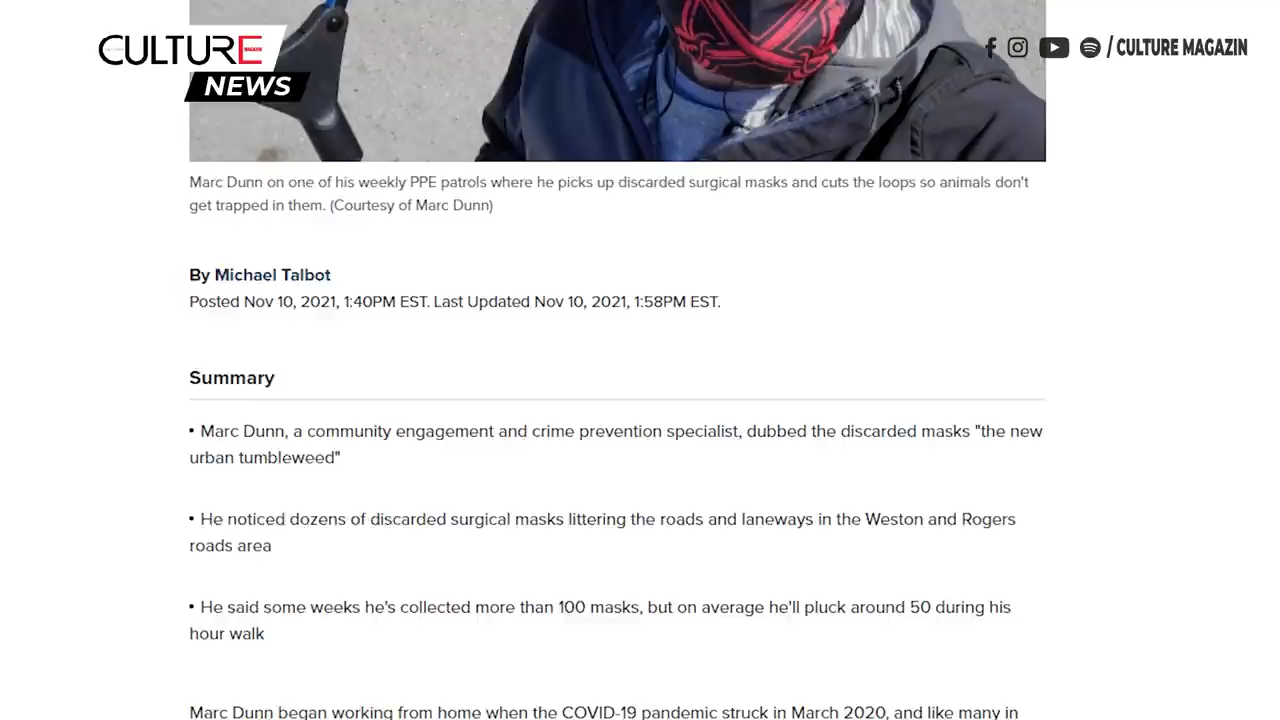 CULTURE
MAGAZIN
NEWS
/ CULTURE MAGAZIN
Marc Dunn on one of his weekly PPE patrols where he picks up discarded surgical masks and cuts the loops so animals don't
get trapped in them. (Courtesy of Marc Dunn)
By Michael Talbot
Posted Nov 10, 2021, 1:40PM EST. Last Updated Nov 10, 2021, 1:58PM EST.
Summary
• Marc Dunn, a community engagement and crime prevention specialist, dubbed the discarded masks "the new
urban tumbleweed"
• He noticed dozens of discarded surgical masks littering the roads and laneways in the Weston and Rogers
roads area
• He said some weeks he's collected more than 100 masks, but on average he'll pluck around 50 during his
hour walk
Marc Dunn began working from home when the COVID-19 pandemic struck in March 2020, and like many in